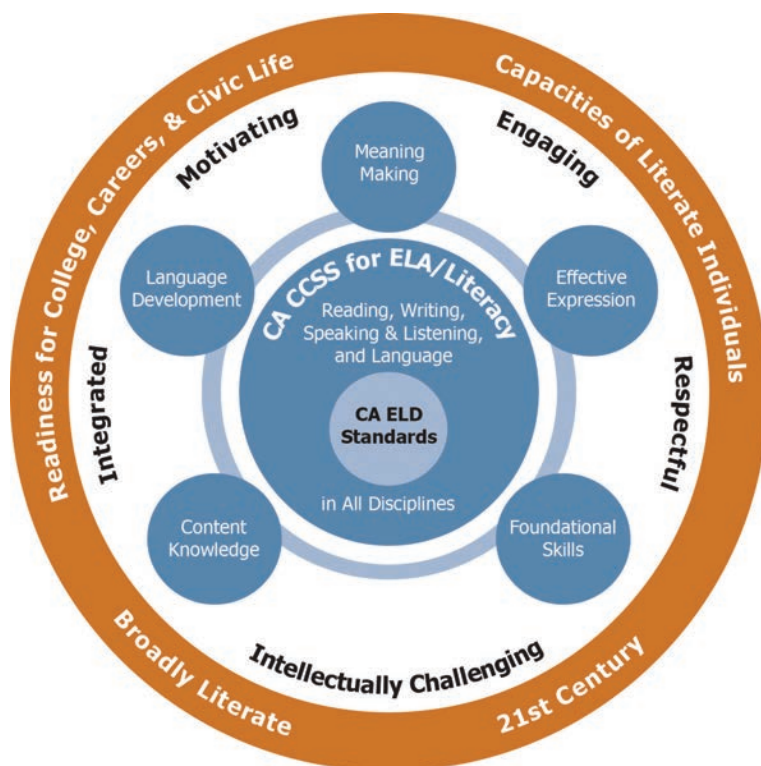 Readiness for College, Careers, & Civic Life
Capacities of Literate Individuals
Motivating
Engaging
Meaning
Making
Language
Development
Effective
Expression
CA CCSS for ELA/Literacy
Reading, Writing,
Speaking & Listening,
and Language
CA ELD
Standards
in All Disciplines
Integrated
Respectful
Content
Knowledge
Foundational
Skills
Intellectually Challenging
Broadly Literate
21st Century